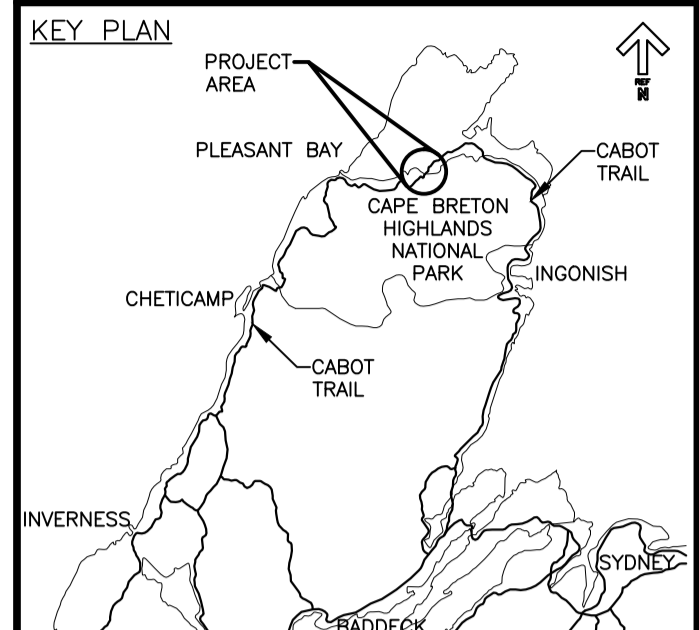 KEY PLAN
PROJECT
AREA
REF
N
PLEASANT BAY
CABOT
TRAIL
CAPE BRETON
HIGHLANDS
NATIONAL
PARK
INGONISH
CHETICAMP
CABOT
TRAIL
INVERNESS
SYDNEY
BADDECK